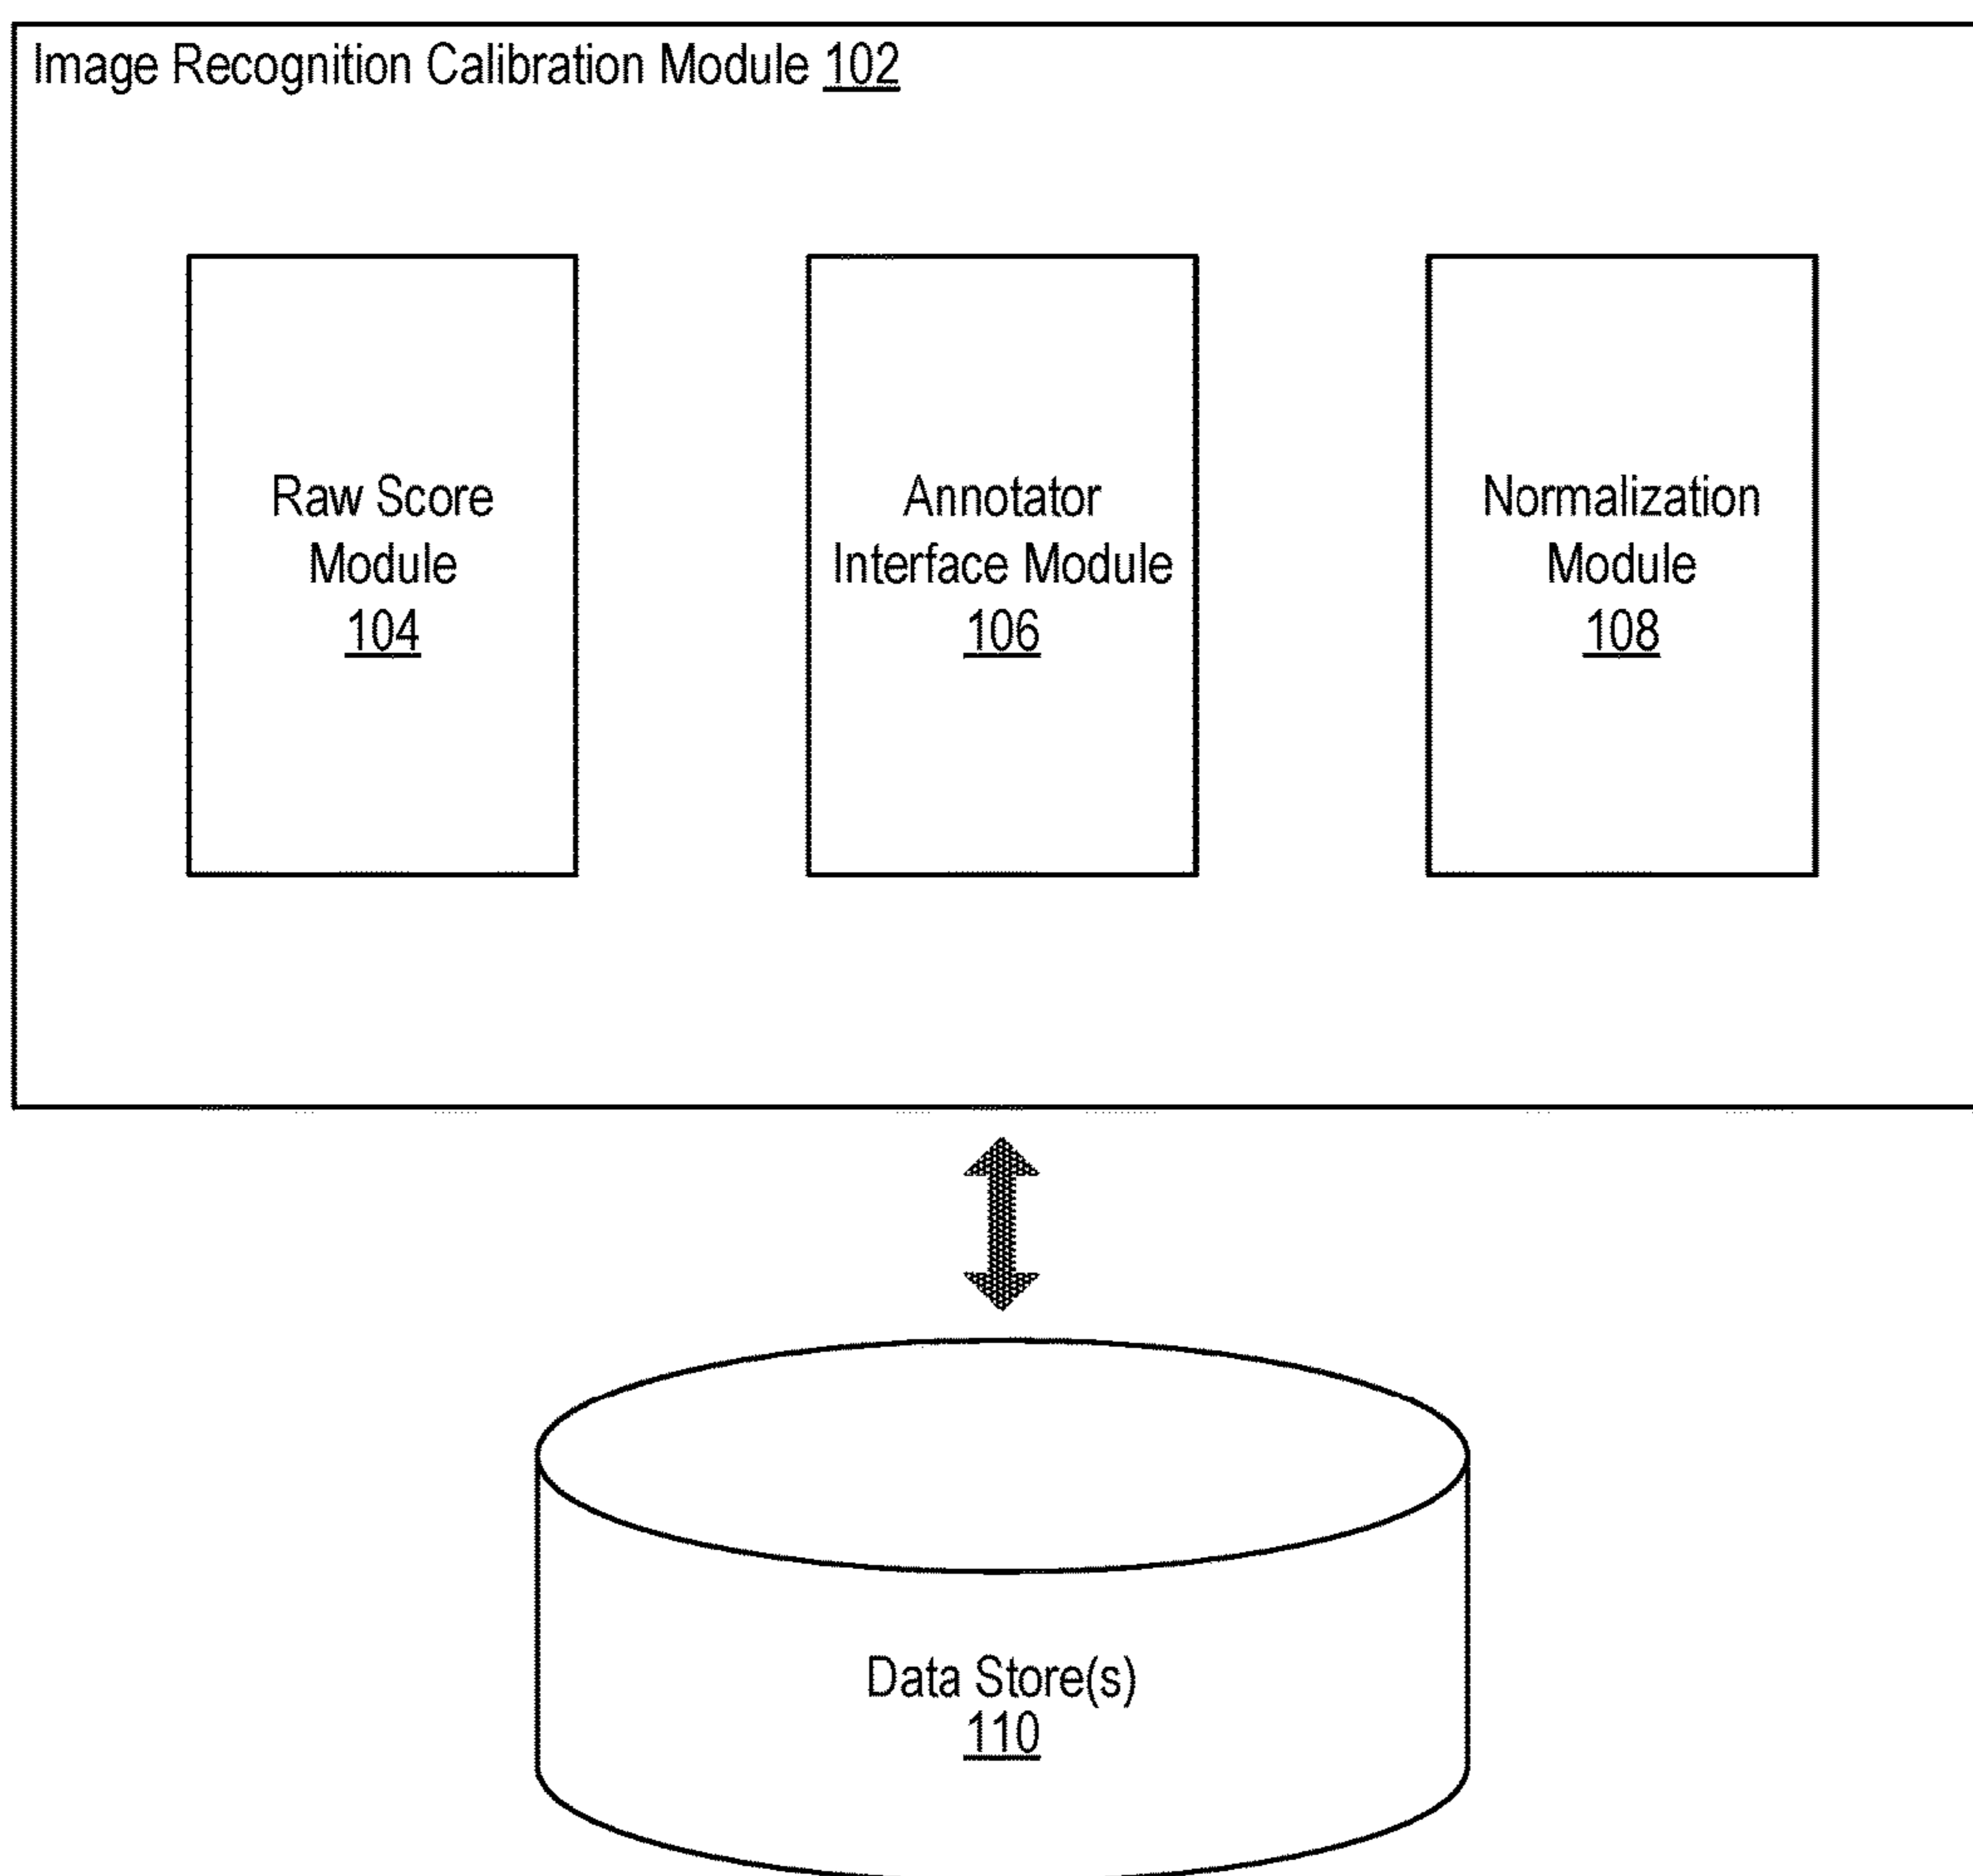 Image Recognition Calibration Module 102
Raw Score
Module
104
Annotator
Interface Module
106
Normalization
Module
108
Data Store(s)
110